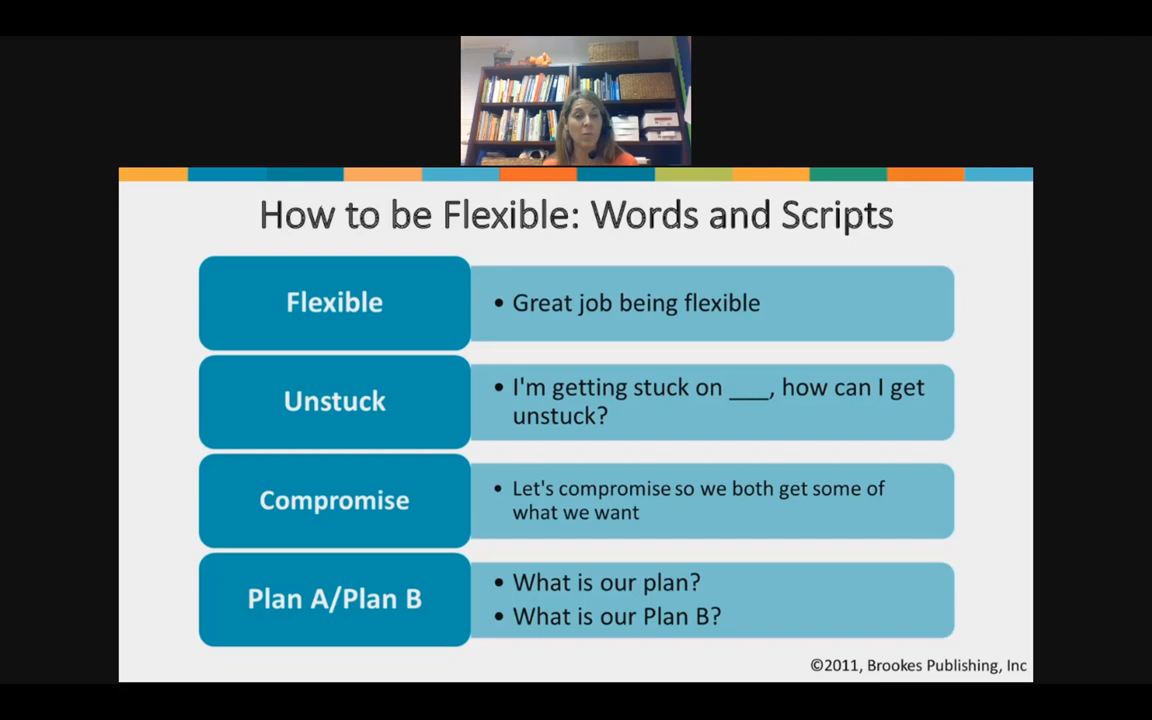 How to be Flexible: Words and Scripts
Flexible
• Great job being flexible
Unstuck
• I'm getting stuck on ___, how can I get
unstuck?
Compromise
• Let's compromise so we both get some of
what we want
Plan A/Plan B
• What is our plan?
• What is our Plan B?
©2011, Brookes Publishing, Inc